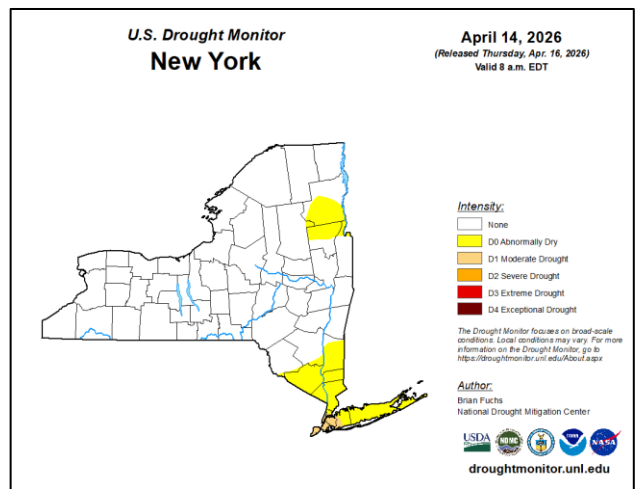 U.S. Drought Monitor
New York
April 14, 2026
(Released Thursday, Apr. 16, 2026)
Valid 8 a.m. EDT
Intensity:
None
D0 Abnormally Dry
D1 Moderate Drought
D2 Severe Drought
D3 Extreme Drought
D4 Exceptional Drought
The Drought Monitor focuses on broad-scale
conditions. Local conditions may vary. For more
information on the Drought Monitor, go to
https://droughtmonitor.unl.edu/About.aspx
Author:
Brian Fuchs
National Drought Mitigation Center
USDA NDMC NOAA NASA
droughtmonitor.unl.edu